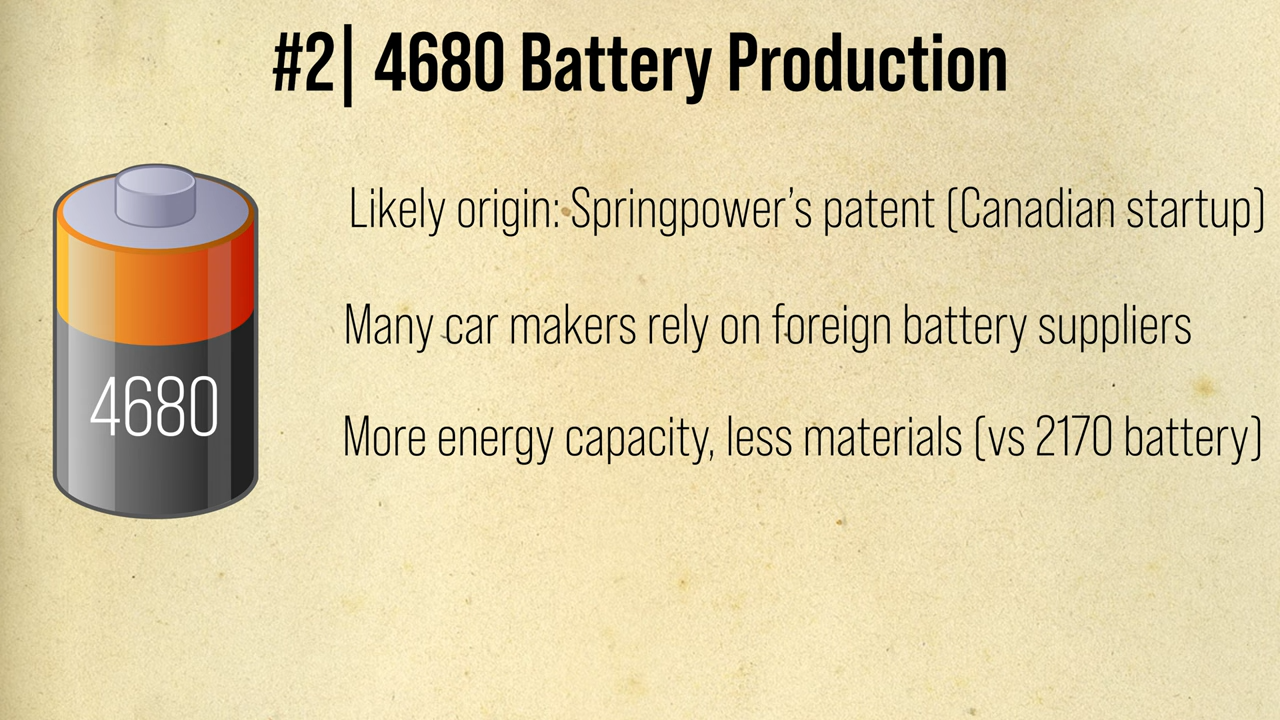 #2| 4680 Battery Production
Likely origin: Springpower’s patent (Canadian startup)
Many car makers rely on foreign battery suppliers
4680
More energy capacity, less materials (vs 2170 battery)